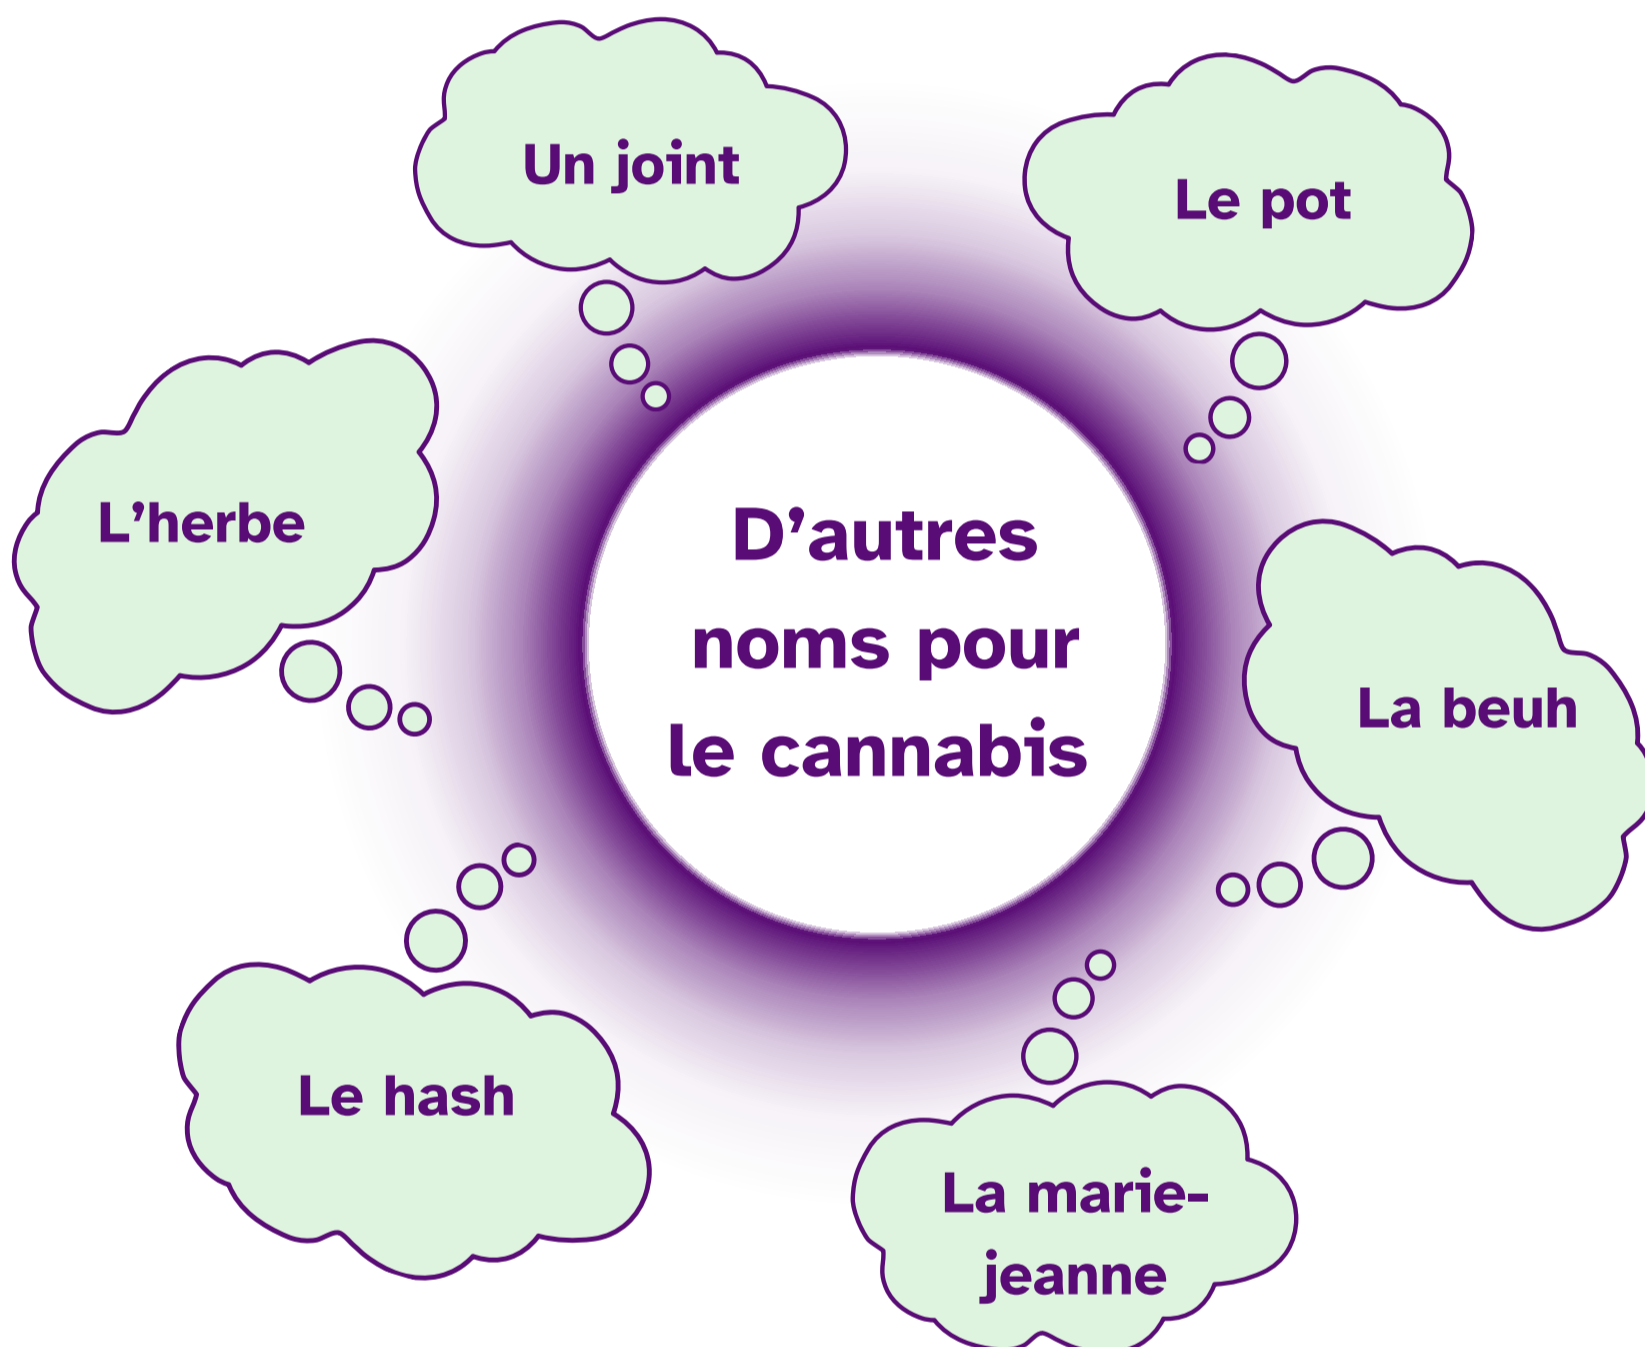 Un joint
Le pot
L’herbe
D’autres
noms pour
le cannabis
La beuh
Le hash
La marie-
jeanne